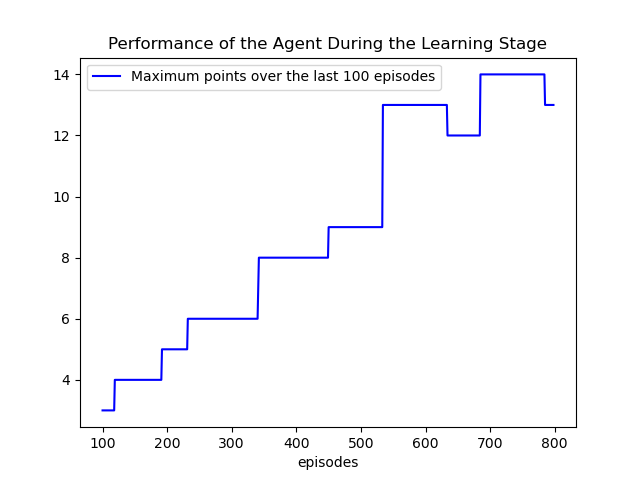 Performance of the Agent During the Learning Stage
Maximum points over the last 100 episodes
14
12
10
8
6
4
100 200 300 400 500 600 700 800
episodes